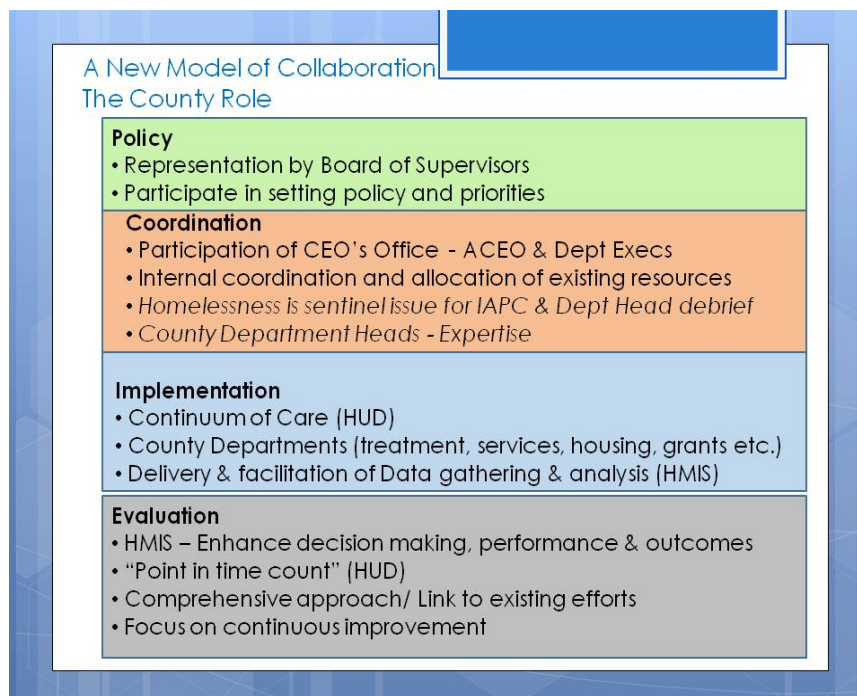 A New Model of Collaboration
The County Role
Policy
• Representation by Board of Supervisors
• Participate in setting policy and priorities
Coordination
• Participation of CEO's Office - ACEO & Dept Execs
• Internal coordination and allocation of existing resources
• Homelessness is sentinel issue for IAPC & Dept Head debrief
• County Department Heads - Expertise
Implementation
• Continuum of Care (HUD)
• County Departments (treatment, services, housing, grants etc.)
• Delivery & facilitation of Data gathering & analysis (HMIS)
Evaluation
• HMIS – Enhance decision making, performance & outcomes
• “Point in time count” (HUD)
• Comprehensive approach/ Link to existing efforts
• Focus on continuous improvement